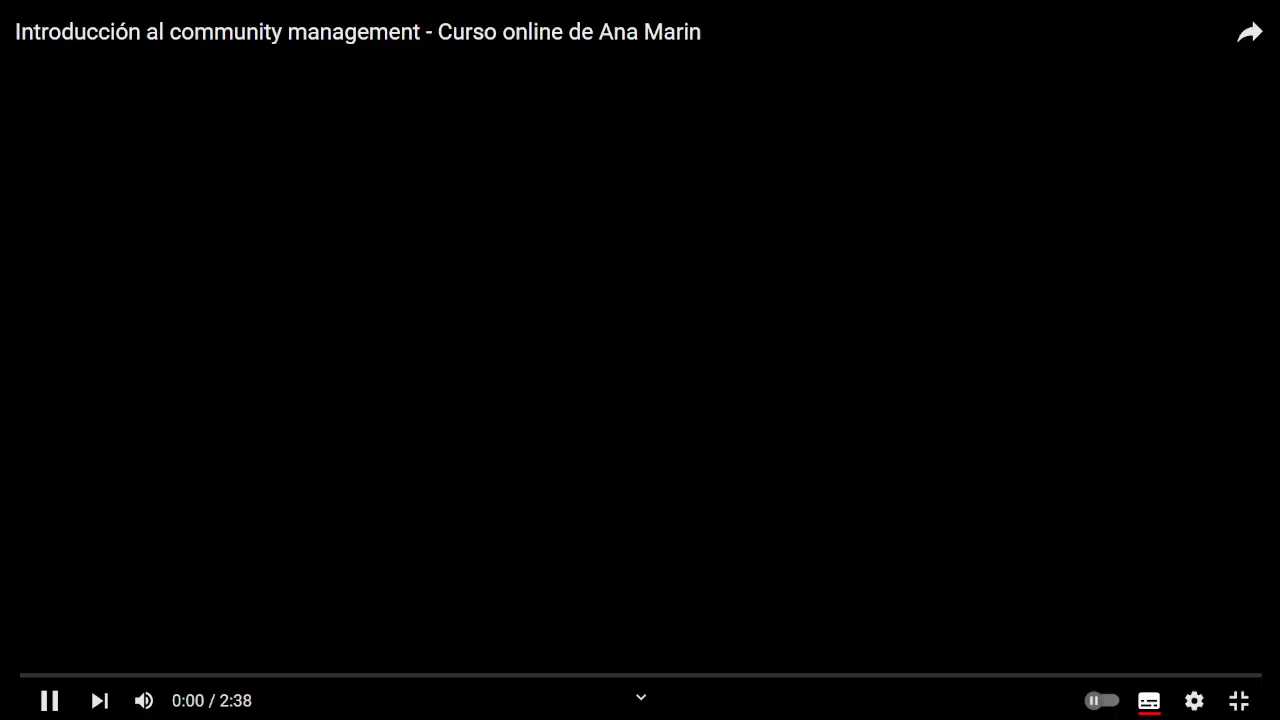 Introducción al community management - Curso online de Ana Marin
0:00 / 2:38